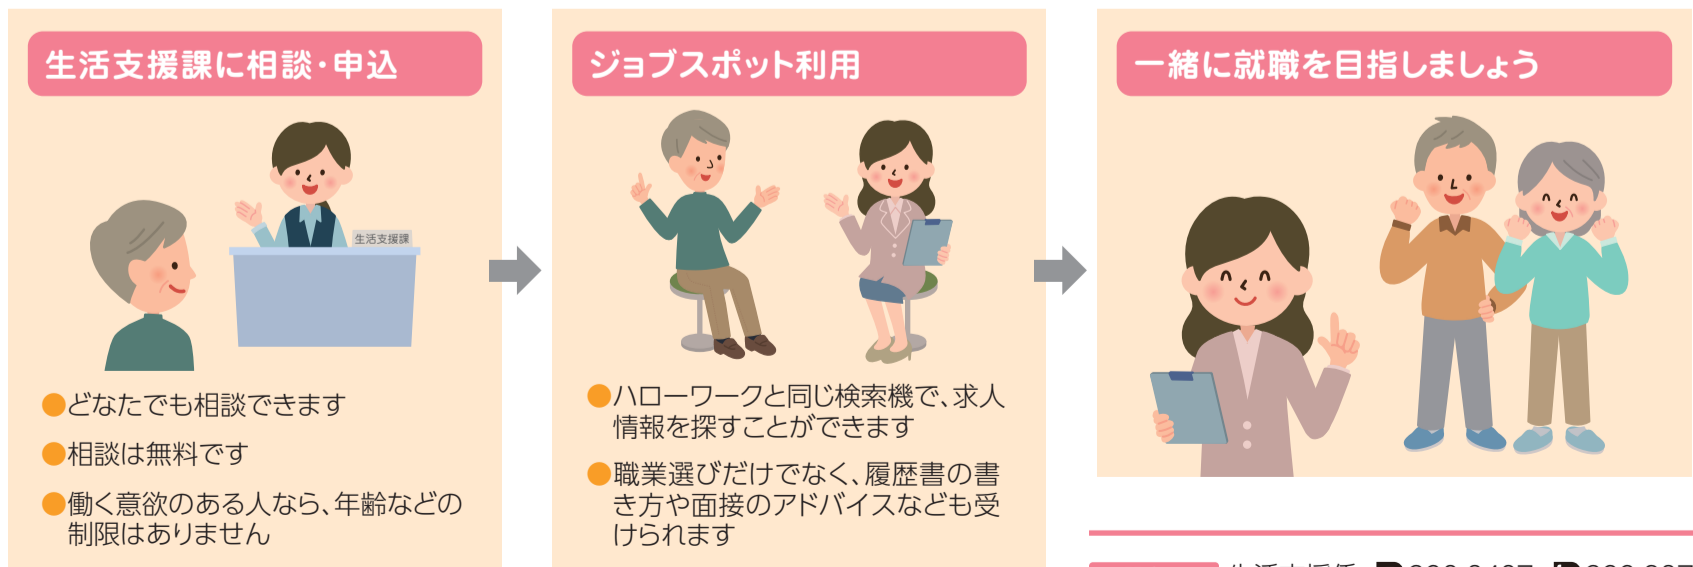 生活支援課に相談・申込
生活支援課
●どなたでも相談できます
●相談は無料です
●働く意欲のある人なら、年齢などの
制限はありません
ジョブスポット利用
●ハローワークと同じ検索機で、求人
情報を探すことができます
●職業選びだけでなく、履歴書の書
き方や面接のアドバイスなども受
けられます
一緒に就職を目指しましょう